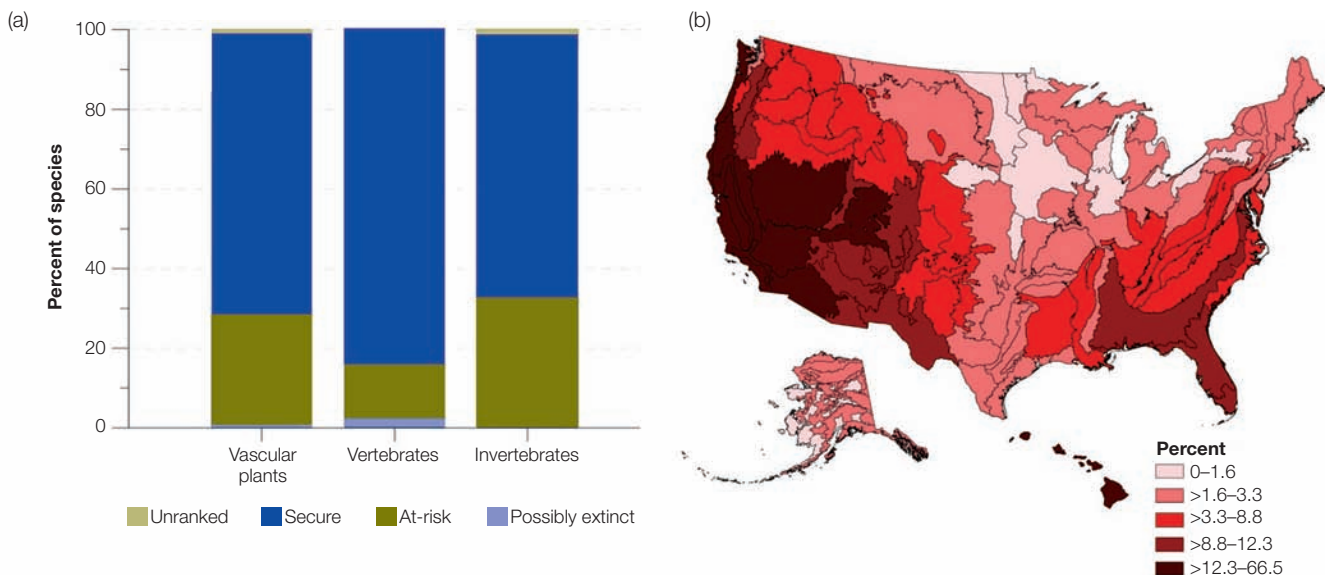 (a)
100
80
60
40
20
0
Percent of species
Vascular
plants
Vertebrates
Invertebrates
Unranked
Secure
At-risk
Possibly extinct
(b)
Percent
0–1.6
>1.6–3.3
>3.3–8.8
>8.8–12.3
>12.3–66.5